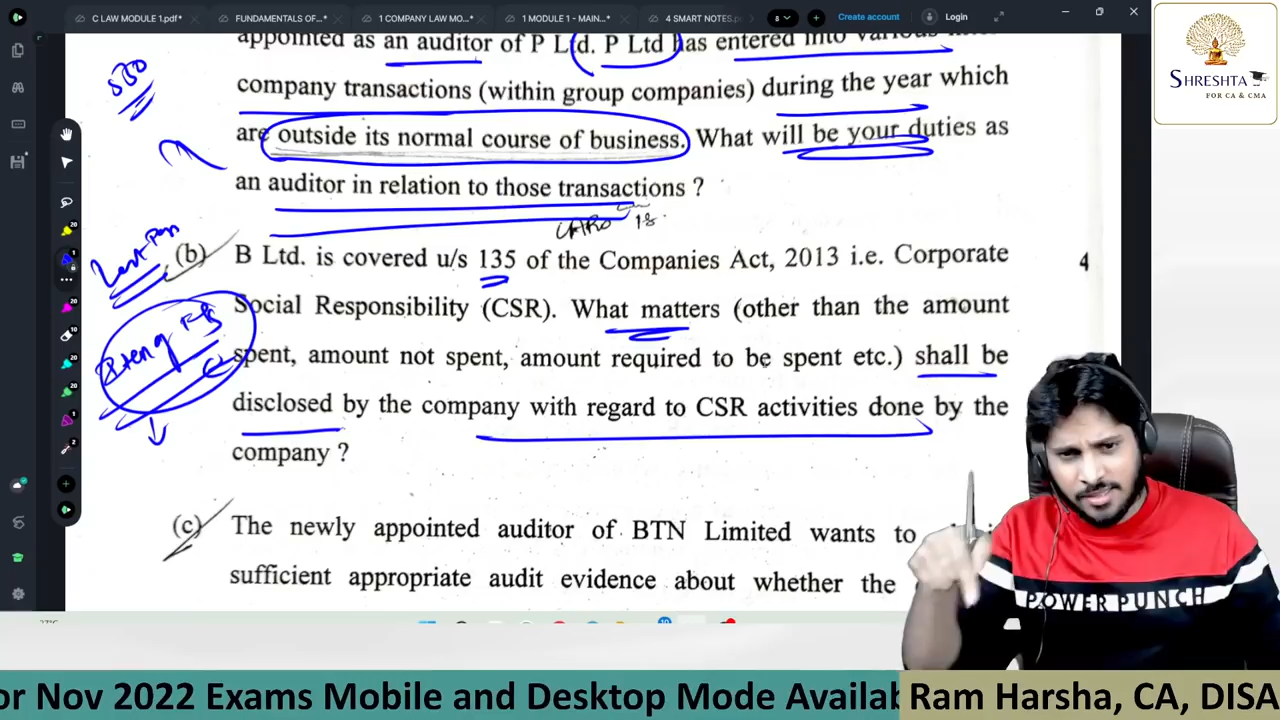 C LAW MODULE 1.pdf*
FUNDAMENTALS OF...*
1 COMPANY LAW MO...*
1 MODULE 1 - MAIN...*
4 SMART NOTES.p
8
Create account
Login
SHRESHTA
FOR CA & CMA
appointed as an auditor of P Ltd. P Ltd has entered into various
company transactions (within group companies) during the year which
are outside its normal course of business. What will be your duties as
an auditor in relation to those transactions ?
18
(b) B Ltd. is covered u/s 135 of the Companies Act, 2013 i.e. Corporate 4
Social Responsibility (CSR). What matters (other than the amount
spent, amount not spent, amount required to be spent etc.) shall be
disclosed by the company with regard to CSR activities done by the
company ?
(c) The newly appointed auditor of BTN Limited wants to
sufficient appropriate audit evidence about whether the
POWER PUNCH
or Nov 2022 Exams Mobile and Desktop Mode Availab
Ram Harsha, CA, DISA